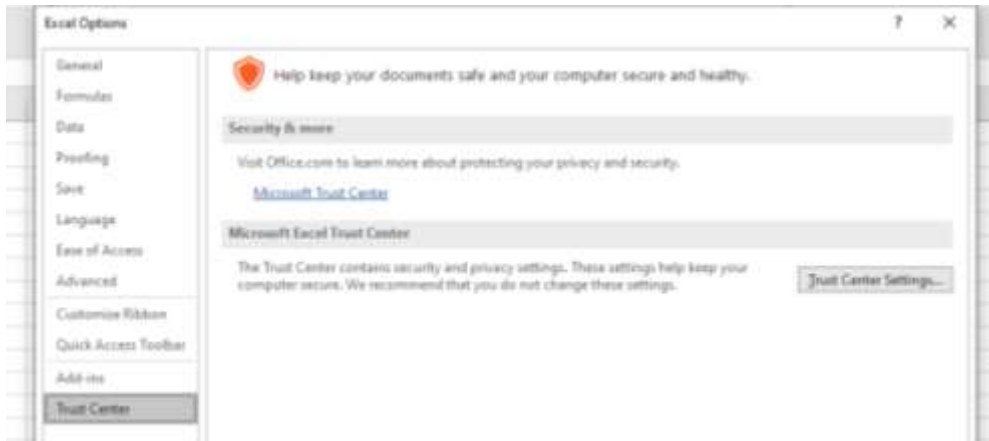 Excel Options
? ×
General
Formulas
Data
Proofing
Save
Language
Ease of Access
Advanced
Customize Ribbon
Quick Access Toolbar
Add-ins
Trust Center
Help keep your documents safe and your computer secure and healthy.
Security & more
Visit Office.com to learn more about protecting your privacy and security.
Microsoft Trust Center
Microsoft Excel Trust Center
The Trust Center contains security and privacy settings. These settings help keep your
computer secure. We recommend that you do not change these settings.
Trust Center Settings...